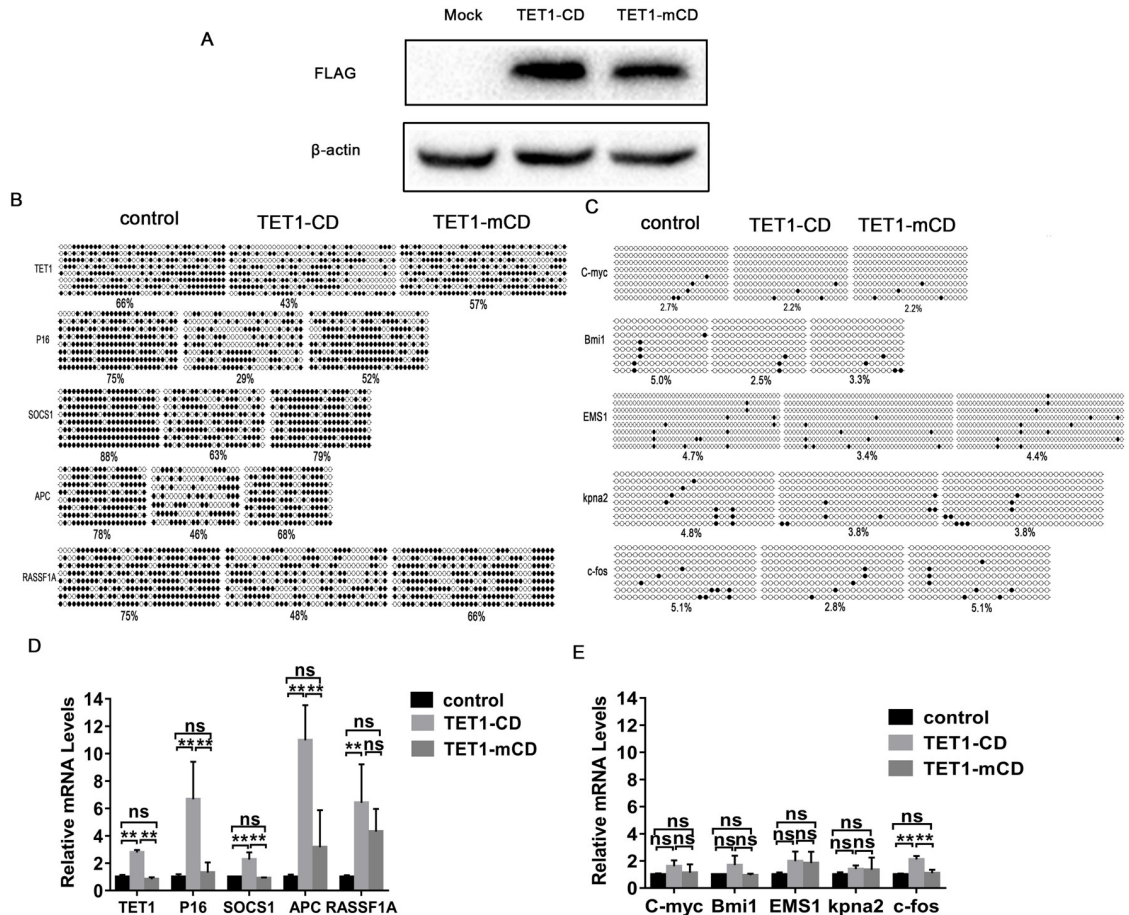 Mock TET1-CD TET1-mCD
A
FLAG
β-actin
B
control TET1-CD TET1-mCD
TET1
66% 43% 57%
P16
75% 29% 52%
SOCS1
88% 63% 79%
APC
78% 46% 68%
RASSF1A
75% 48% 66%
C
control TET1-CD TET1-mCD
C-myc
2.7% 2.2% 2.2%
Bmi1
5.0% 2.5% 3.3%
EMS1
4.7% 3.4% 4.4%
kpna2
4.8% 3.8% 3.8%
c-fos
5.1% 2.8% 5.1%
D
Relative mRNA Levels
14
12
10
8
6
4
2
0
ns
** **
ns
** **
ns
** **
ns
** **
ns
** ns
control
TET1-CD
TET1-mCD
TET1 P16 SOCS1 APC RASSF1A
E
Relative mRNA Levels
14
12
10
8
6
4
2
0
ns
ns ns
ns
ns ns
ns
ns ns
ns
ns ns
ns
** **
control
TET1-CD
TET1-mCD
C-myc Bmi1 EMS1 kpna2 c-fos